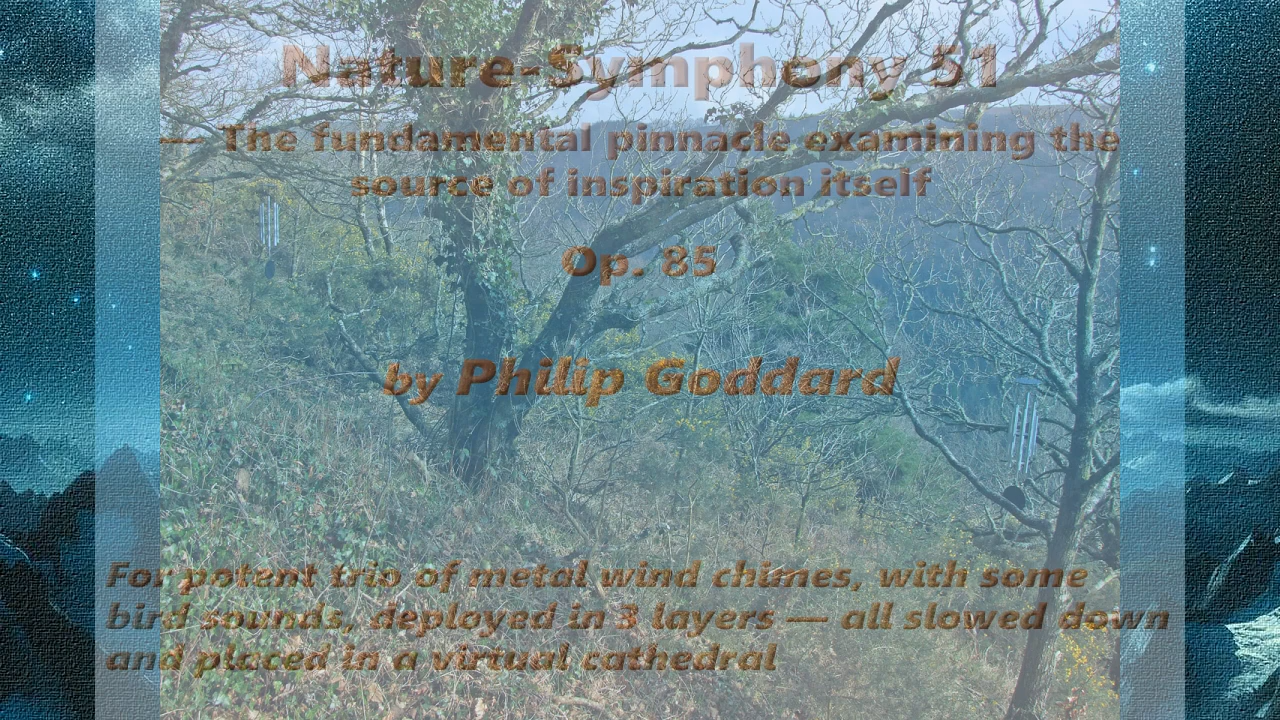 Nature-Symphony 51
— The fundamental pinnacle examining the
source of inspiration itself
Op. 85
by Philip Goddard
For potent trio of metal wind chimes, with some
bird sounds, deployed in 3 layers — all slowed down
and placed in a virtual cathedral